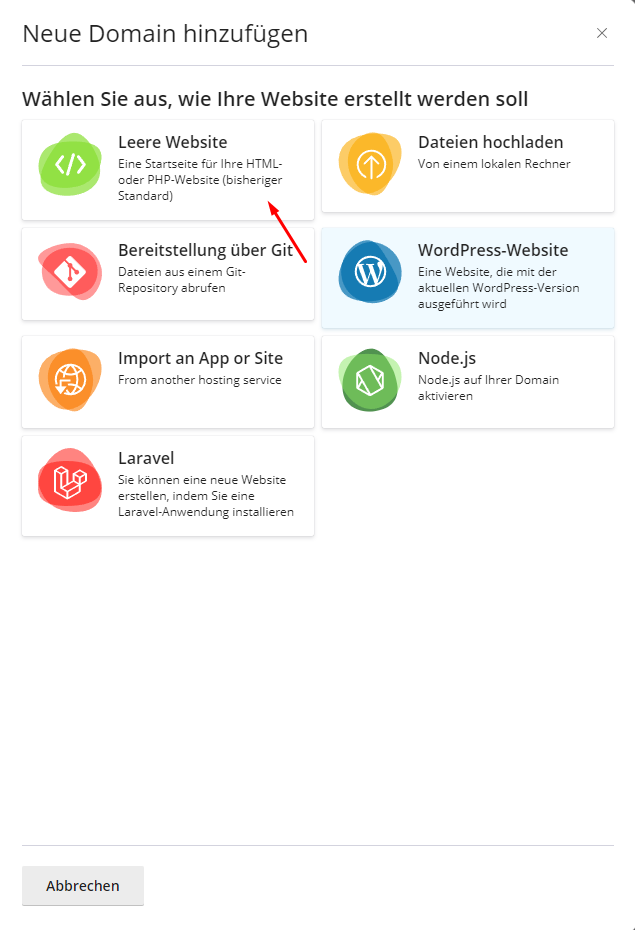 Neue Domain hinzufügen
Wählen Sie aus, wie Ihre Website erstellt werden soll
Leere Website
Eine Startseite für Ihre HTML-
oder PHP-Website (bisheriger
Standard)
Dateien hochladen
Von einem lokalen Rechner
Bereitstellung über Git
Dateien aus einem Git-
Repository abrufen
WordPress-Website
Eine Website, die mit der
aktuellen WordPress-Version
ausgeführt wird
Import an App or Site
From another hosting service
Node.js
Node.js auf Ihrer Domain
aktivieren
Laravel
Sie können eine neue Website
erstellen, indem Sie eine
Laravel-Anwendung installieren
Abbrechen